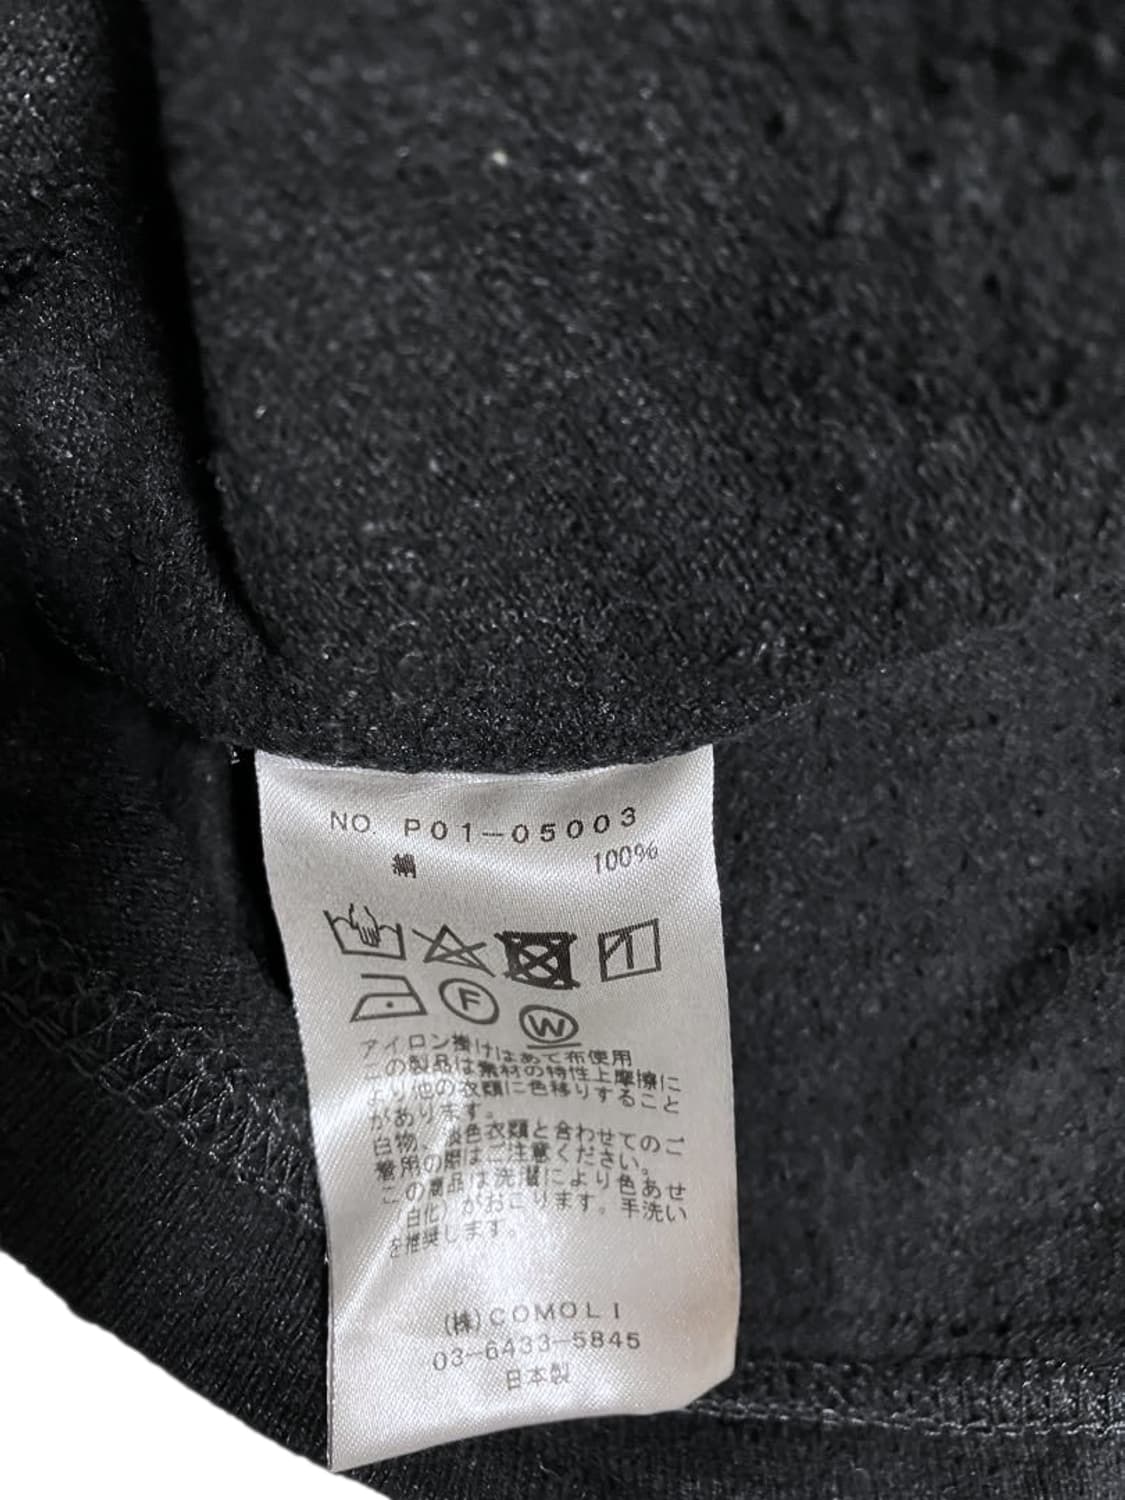 NO. P01-05003
100%
F
W
アイロン掛けはあて布使用
この製品は素材の特性上摩擦に
より他の衣類に色移りすること
があります。
白物、淡色衣類と合わせてのご
着用の際はご注意ください。
この商品は洗濯により色あせ
(白化)がおこります。手洗い
を推奨します。
(株)COMOLI
03-6433-5845
日本製